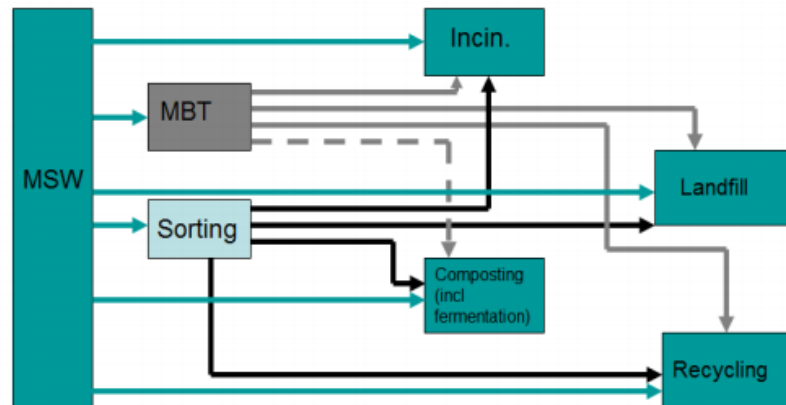 Incin.
MBT
MSW
Landfill
Sorting
Composting
(incl
fermentation)
Recycling